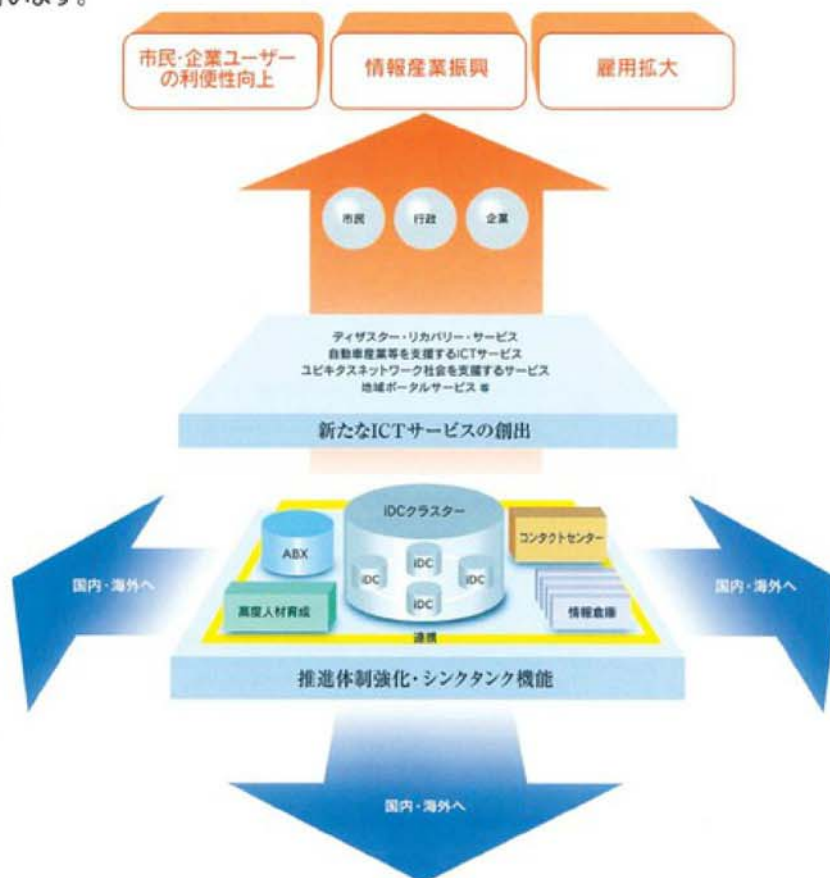 います。
市民・企業ユーザー
の利便性向上
情報産業振興
雇用拡大
市民
行政
企業
ディザスター・リカバリー・サービス
自動車産業等を支援するICTサービス
ユビキタスネットワーク社会を支援するサービス
地域ポータルサービス 等
新たなICTサービスの創出
iDCクラスター
ABX
コンタクトセンター
iDC
iDC
iDC
iDC
国内・海外へ
国内・海外へ
高度人材育成
情報倉庫
連携
推進体制強化・シンクタンク機能
国内・海外へ